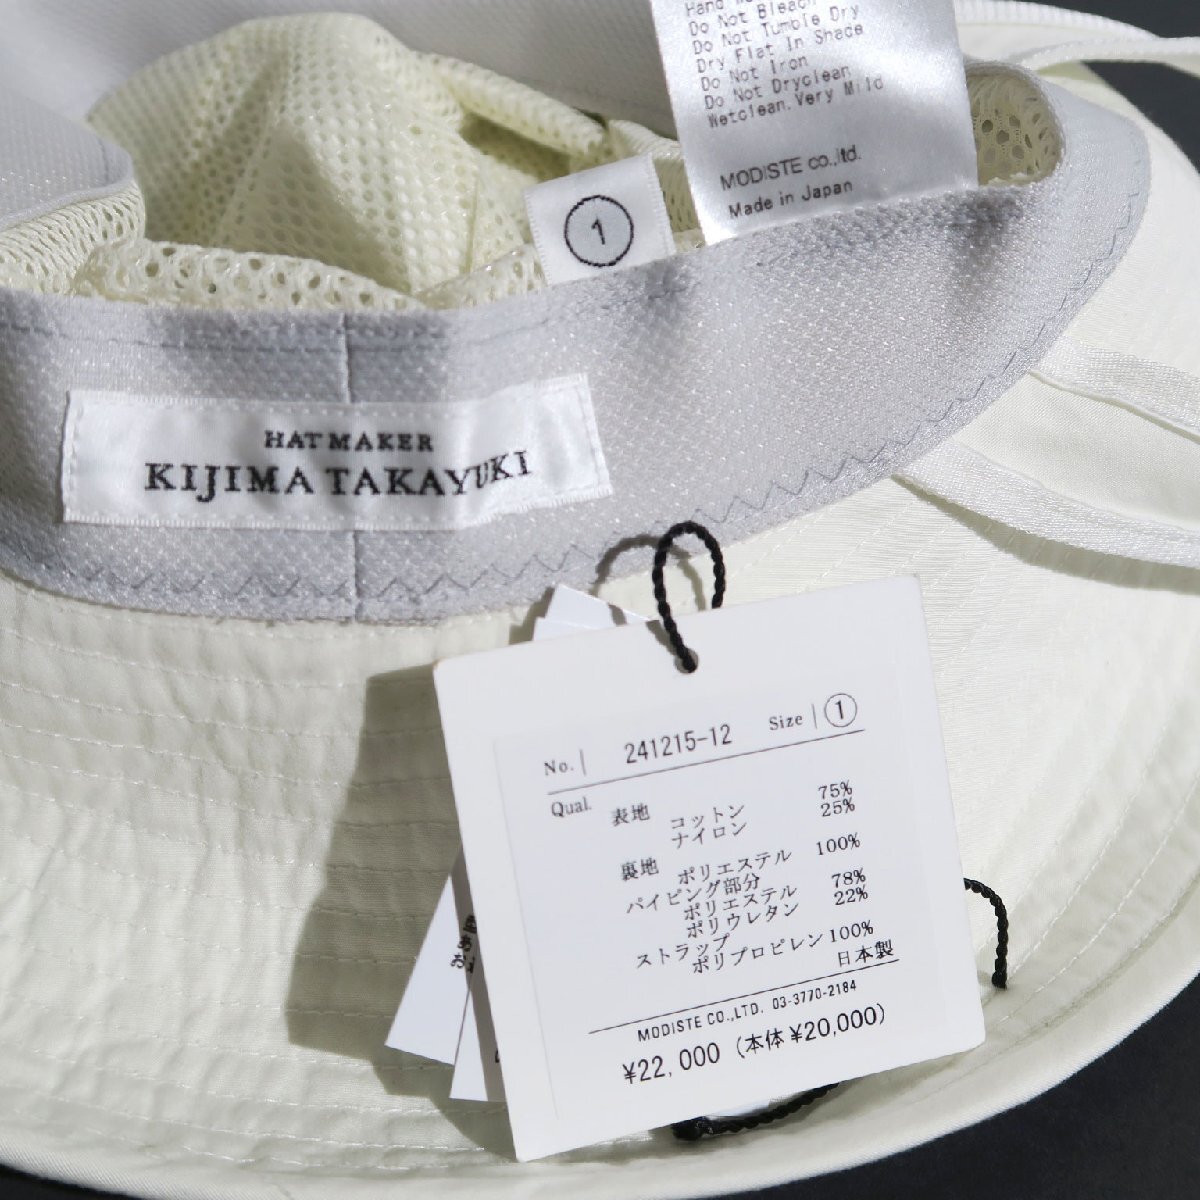 Do Not Bleach
Do Not Tumble Dry
Dry Flat In Shade
Do Not Iron
Do Not Dryclean
Wetclean.Very Mild
MODISTE co.,ltd.
Made in Japan
1
HAT MAKER
KIJIMA TAKAYUKI
No. 241215-12 Size 1
Qual. 表地 コットン 75%
ナイロン 25%
裏地 ポリエステル 100%
パイピング部分
ポリエステル 78%
ポリウレタン 22%
ストラップ
ポリプロピレン 100%
日本製
MODISTE CO.,LTD. 03-3770-2184
¥22,000 (本体 ¥20,000)